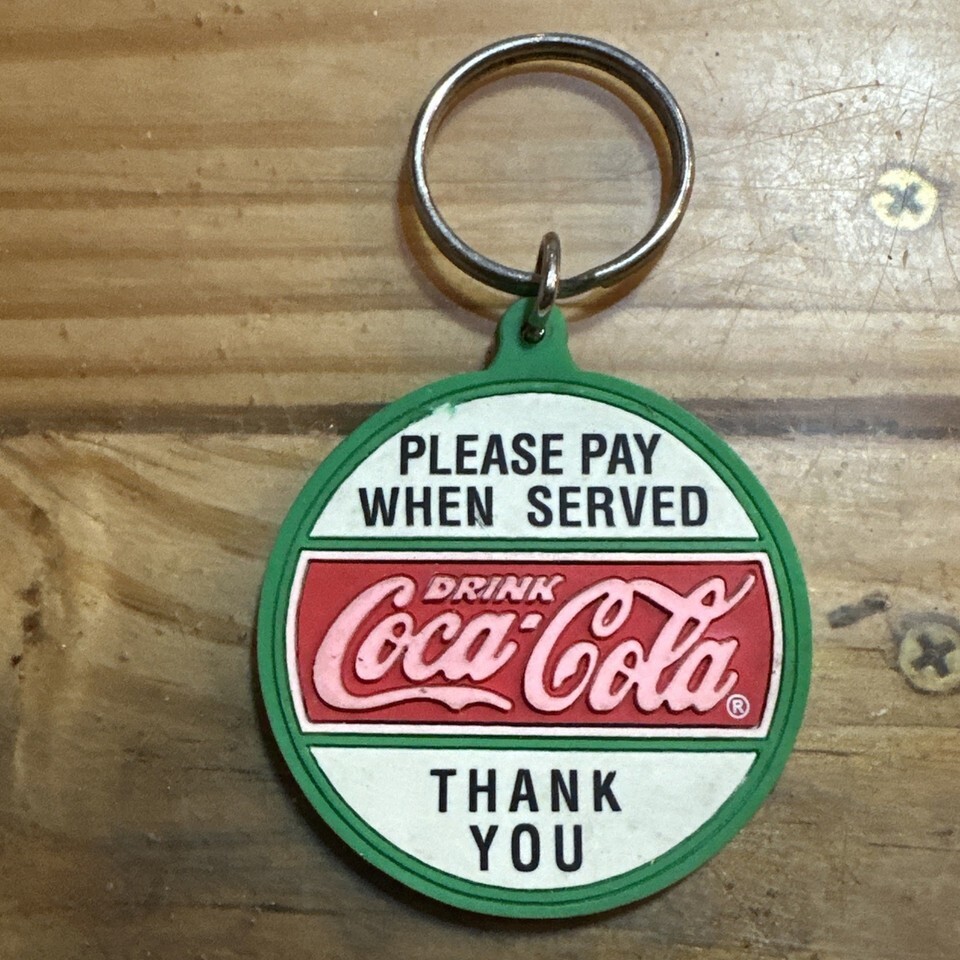 PLEASE PAY
WHEN SERVED
DRINK
Coca-Cola ®
THANK
YOU